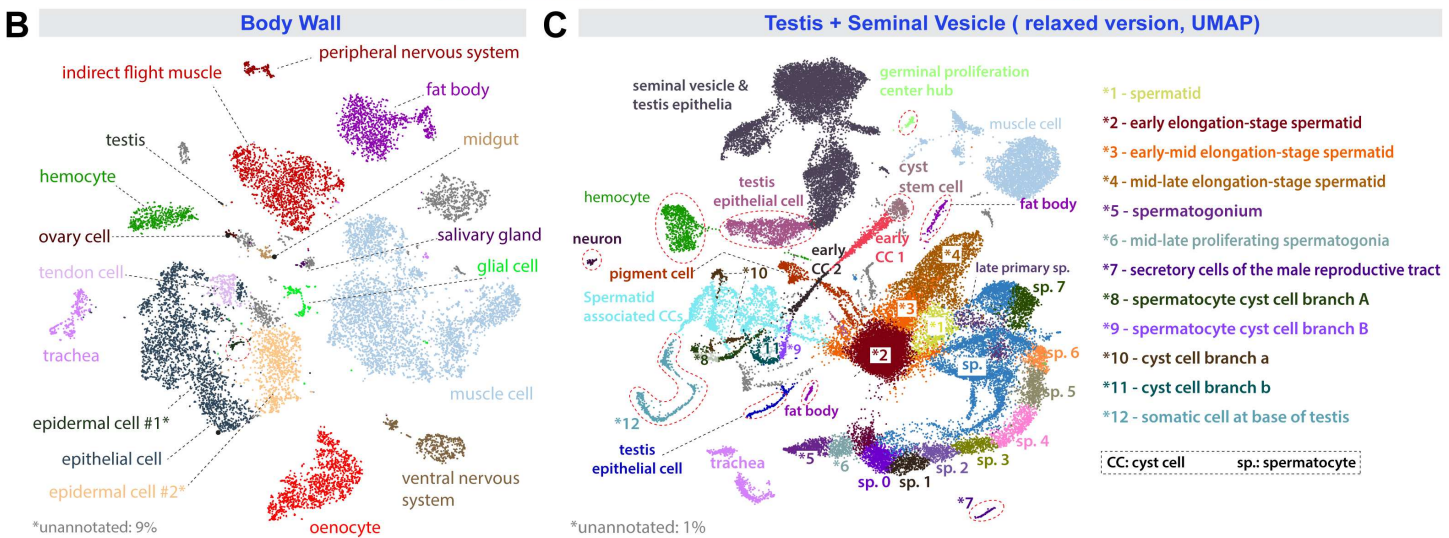 B
Body Wall
peripheral nervous system
indirect flight muscle
fat body
testis
midgut
hemocyte
ovary cell
salivary gland
tendon cell
glial cell
trachea
muscle cell
epidermal cell #1*
epithelial cell
epidermal cell #2*
ventral nervous
system
oenocyte
*unannotated: 9%
C
Testis + Seminal Vesicle ( relaxed version, UMAP)
seminal vesicle &
testis epithelia
germinal proliferation
center hub
muscle cell
cyst
stem cell
testis
epithelial cell
hemocyte
fat body
neuron
early
CC 2
early
CC 1
pigment cell
*10
*4
late primary sp.
Spermatid
associated CCs
sp. 7
*3
*1
*8
*11
*9
*2
sp.
sp. 6
sp. 5
fat body
*12
sp. 4
testis
epithelial cell
trachea
*5
*6
sp. 0
sp. 1
sp. 2
sp. 3
*7
*unannotated: 1%
*1 - spermatid
*2 - early elongation-stage spermatid
*3 - early-mid elongation-stage spermatid
*4 - mid-late elongation-stage spermatid
*5 - spermatogonium
*6 - mid-late proliferating spermatogonia
*7 - secretory cells of the male reproductive tract
*8 - spermatocyte cyst cell branch A
*9 - spermatocyte cyst cell branch B
*10 - cyst cell branch a
*11 - cyst cell branch b
*12 - somatic cell at base of testis
CC: cyst cell sp.: spermatocyte